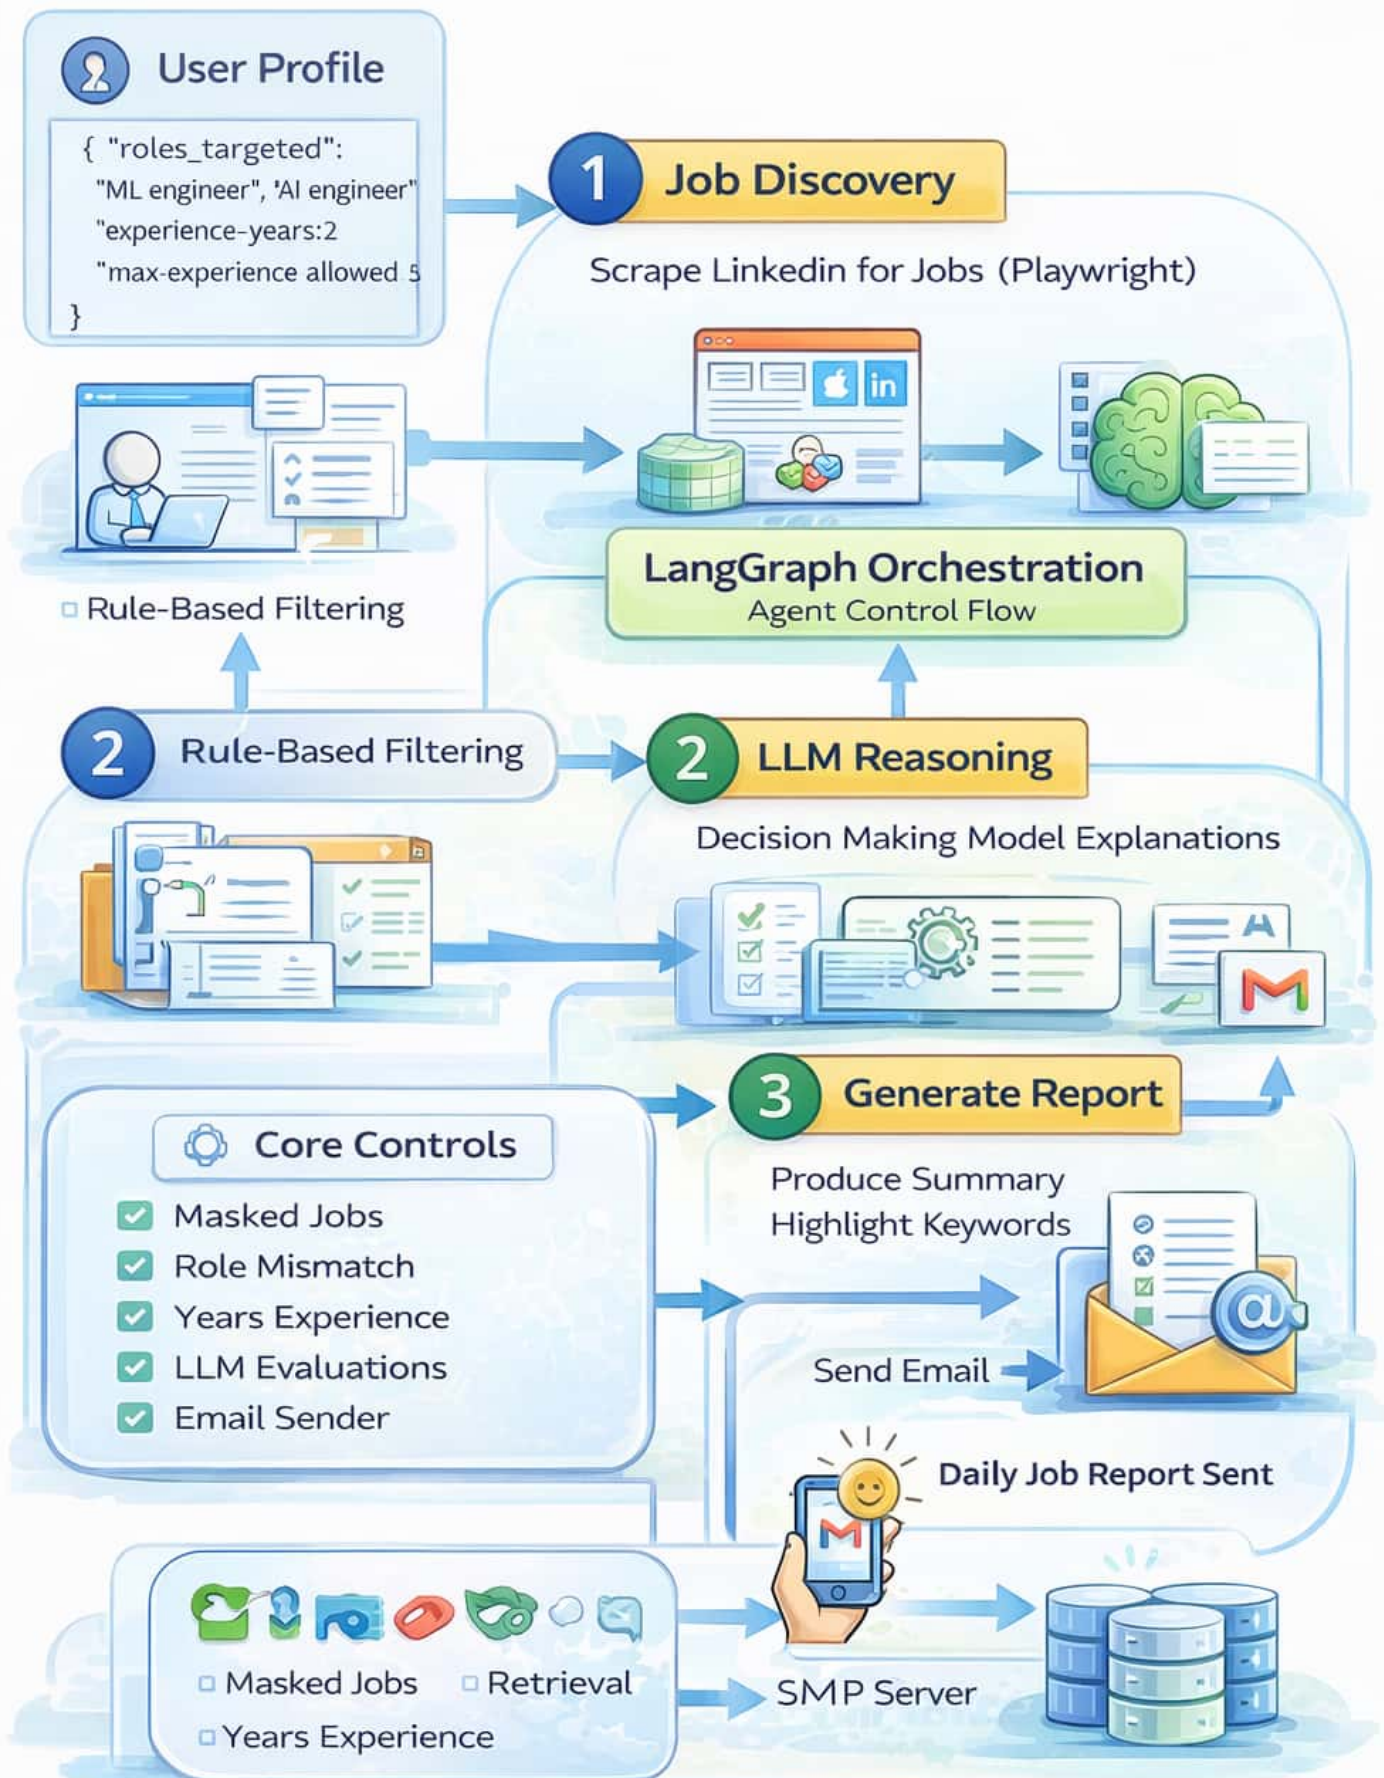 User Profile
{ "roles_targeted":
"ML engineer", "AI engineer"
"experience-years:2
"max-experience allowed 5
}
1 Job Discovery
Scrape Linkedin for Jobs (Playwright)
in
LangGraph Orchestration
Agent Control Flow
Rule-Based Filtering
2 Rule-Based Filtering
2 LLM Reasoning
Decision Making Model Explanations
3 Generate Report
Produce Summary
Highlight Keywords
Core Controls
Masked Jobs
Role Mismatch
Years Experience
LLM Evaluations
Email Sender
@
Send Email
Daily Job Report Sent
Masked Jobs
Retrieval
Years Experience
SMP Server